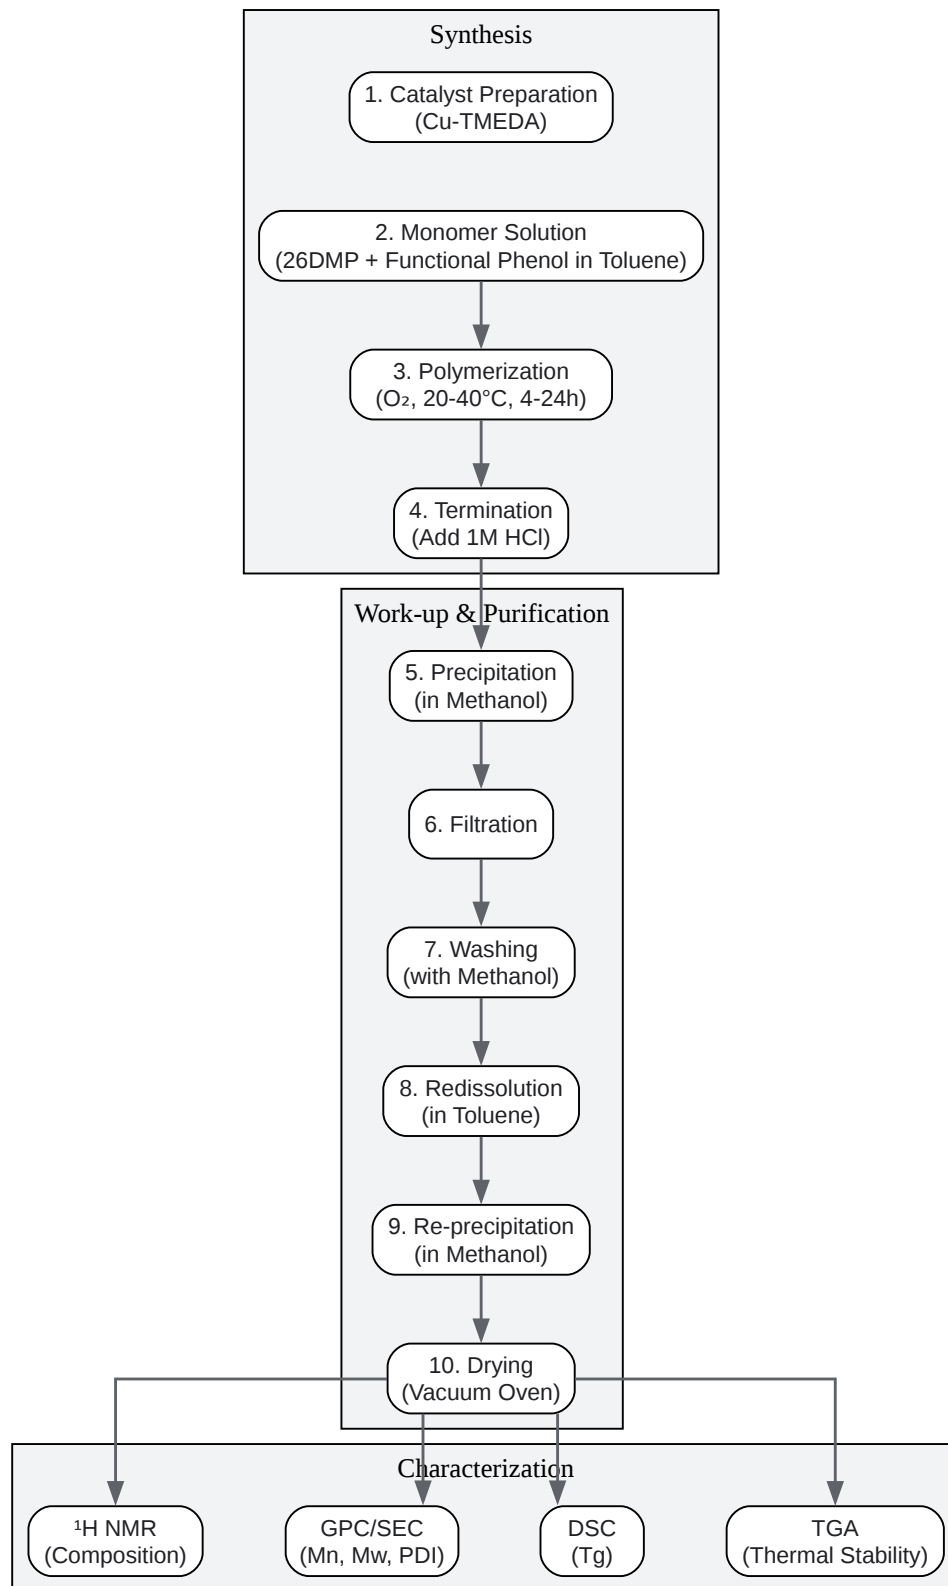 Synthesis
1. Catalyst Preparation
(Cu-TMEDA)
2. Monomer Solution
(26DMP + Functional Phenol in Toluene)
3. Polymerization
(O₂, 20-40°C, 4-24h)
4. Termination
(Add 1M HCl)
Work-up & Purification
5. Precipitation
(in Methanol)
6. Filtration
7. Washing
(with Methanol)
8. Redissolution
(in Toluene)
9. Re-precipitation
(in Methanol)
10. Drying
(Vacuum Oven)
Characterization
¹H NMR
(Composition)
GPC/SEC
(Mn, Mw, PDI)
DSC
(Tg)
TGA
(Thermal Stability)